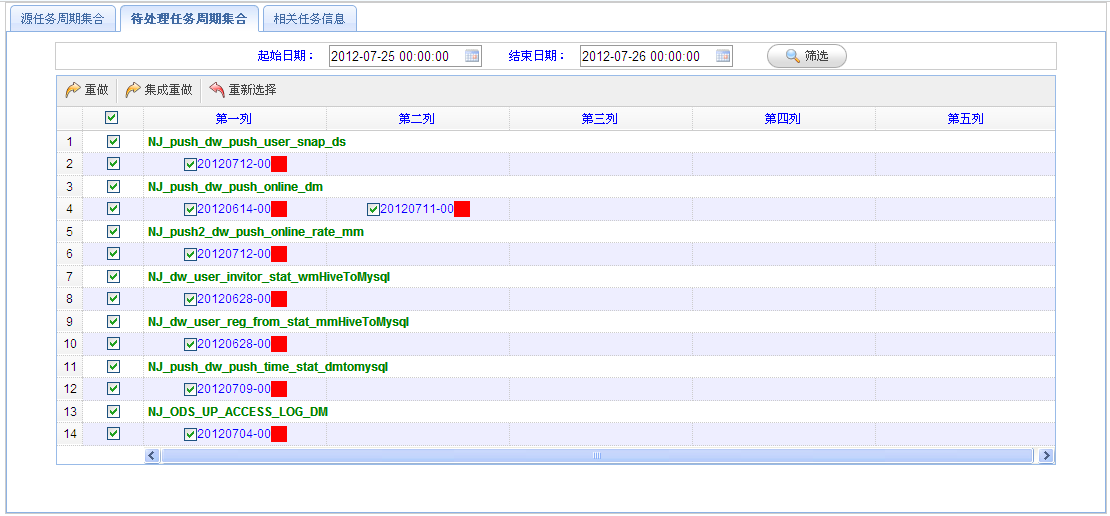 源任务周期集合 待处理任务周期集合 相关任务信息
起始日期： 2012-07-25 00:00:00 结束日期： 2012-07-26 00:00:00 筛选
重做 集成重做 重新选择
第一列 第二列 第三列 第四列 第五列
1 NJ_push_dw_push_user_snap_ds
2 20120712-00
3 NJ_push_dw_push_online_dm
4 20120614-00 20120711-00
5 NJ_push2_dw_push_online_rate_mm
6 20120712-00
7 NJ_dw_user_invitor_stat_wmHiveToMysql
8 20120628-00
9 NJ_dw_user_reg_from_stat_mmHiveToMysql
10 20120628-00
11 NJ_push_dw_push_time_stat_dmtomysql
12 20120709-00
13 NJ_ODS_UP_ACCESS_LOG_DM
14 20120704-00